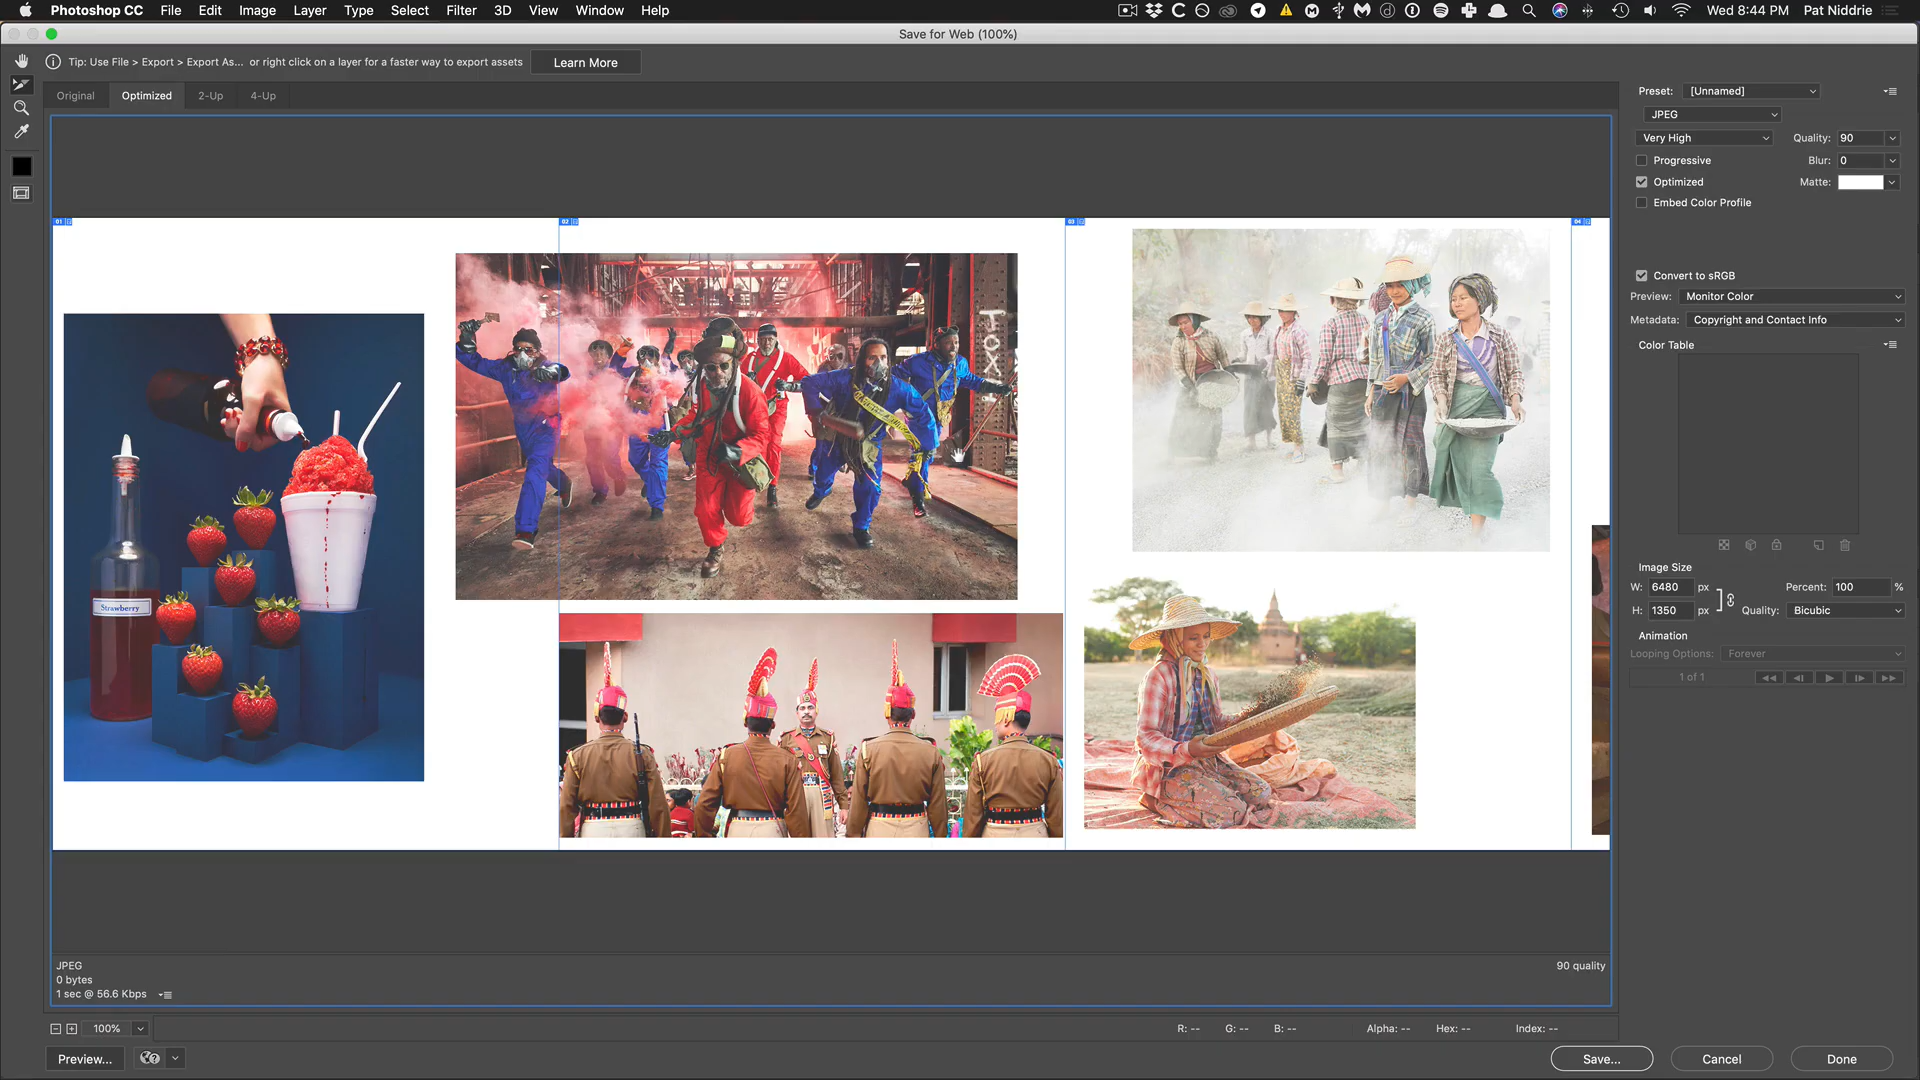 Photoshop CC File Edit Image Layer Type Select Filter 3D View Window Help Wed 8:44 PM Pat Niddrie
Save for Web (100%)
Tip: Use File > Export > Export As... or right click on a layer for a faster way to export assets Learn More
Original Optimized 2-Up 4-Up
Preset: [Unnamed]
JPEG
Very High Quality: 90
Progressive Blur: 0
Optimized Matte:
Embed Color Profile
Convert to sRGB
Preview: Monitor Color
Metadata: Copyright and Contact Info
Color Table
01 02 03 04
Strawberry
Image Size
W: 6480 px Percent: 100 %
H: 1350 px Quality: Bicubic
Animation
Looping Options: Forever
1 of 1
JPEG
0 bytes
1 sec @ 56.6 Kbps
90 quality
100% R: -- G: -- B: -- Alpha: -- Hex: -- Index: --
Preview... Save... Cancel Done